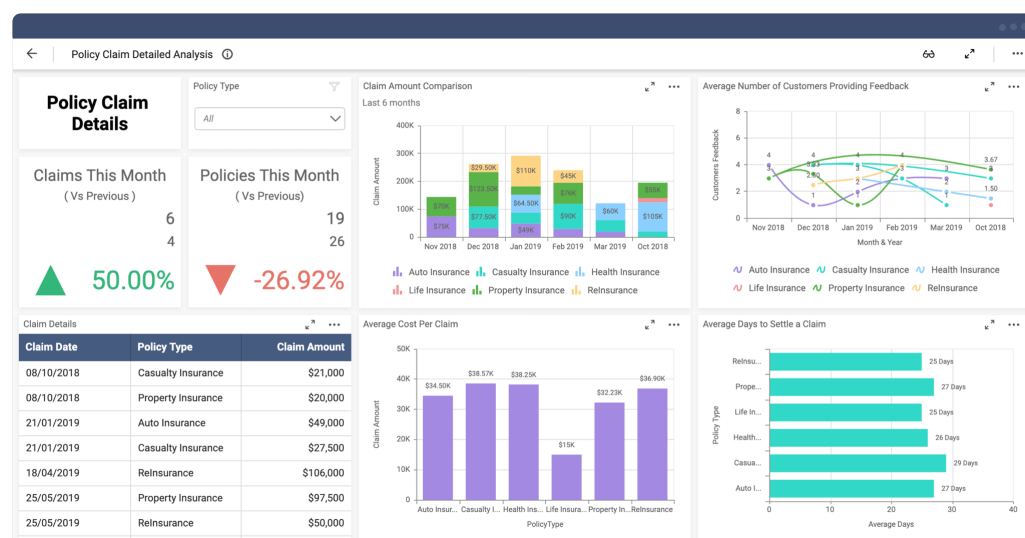 Policy Claim Detailed Analysis
Policy Claim
Details
Policy Type
All
Claims This Month
( Vs Previous )
6
4
50.00%
Policies This Month
(Vs Previous)
19
26
-26.92%
Claim Amount Comparison
Last 6 months
Claim Amount
400K
300K
200K
100K
0
$70K
$75K
$29.50K
$123.50K
$77.50K
$110K
$64.50K
$49K
$45K
$76K
$90K
$60K
$55K
$105K
Nov 2018 Dec 2018 Jan 2019 Feb 2019 Mar 2019 Oct 2018
Auto Insurance Casualty Insurance Health Insurance
Life Insurance Property Insurance ReInsurance
Average Number of Customers Providing Feedback
Customers Feedback
8
6
4
2
0
4 4 4 4 3 3.67
3 3 3 3 2
2 1.50
1 1 1
Nov 2018 Dec 2018 Jan 2019 Feb 2019 Mar 2019 Oct 2018
Month & Year
Auto Insurance Casualty Insurance Health Insurance
Life Insurance Property Insurance ReInsurance
Claim Details
Claim Date Policy Type Claim Amount
08/10/2018 Casualty Insurance $21,000
08/10/2018 Property Insurance $20,000
21/01/2019 Auto Insurance $49,000
21/01/2019 Casualty Insurance $27,500
18/04/2019 ReInsurance $106,000
25/05/2019 Property Insurance $97,500
25/05/2019 ReInsurance $50,000
Average Cost Per Claim
Claim Amount
50K
40K
30K
20K
10K
0
$34.50K $38.57K $38.25K $15K $32.23K $36.90K
Auto Insur... Casualty I... Health Ins... Life Insura... Property In... ReInsurance
PolicyType
Average Days to Settle a Claim
Policy Type
ReInsu... 25 Days
Prope... 27 Days
Life In... 25 Days
Health... 26 Days
Casua... 29 Days
Auto I... 27 Days
0 10 20 30 40
Average Days